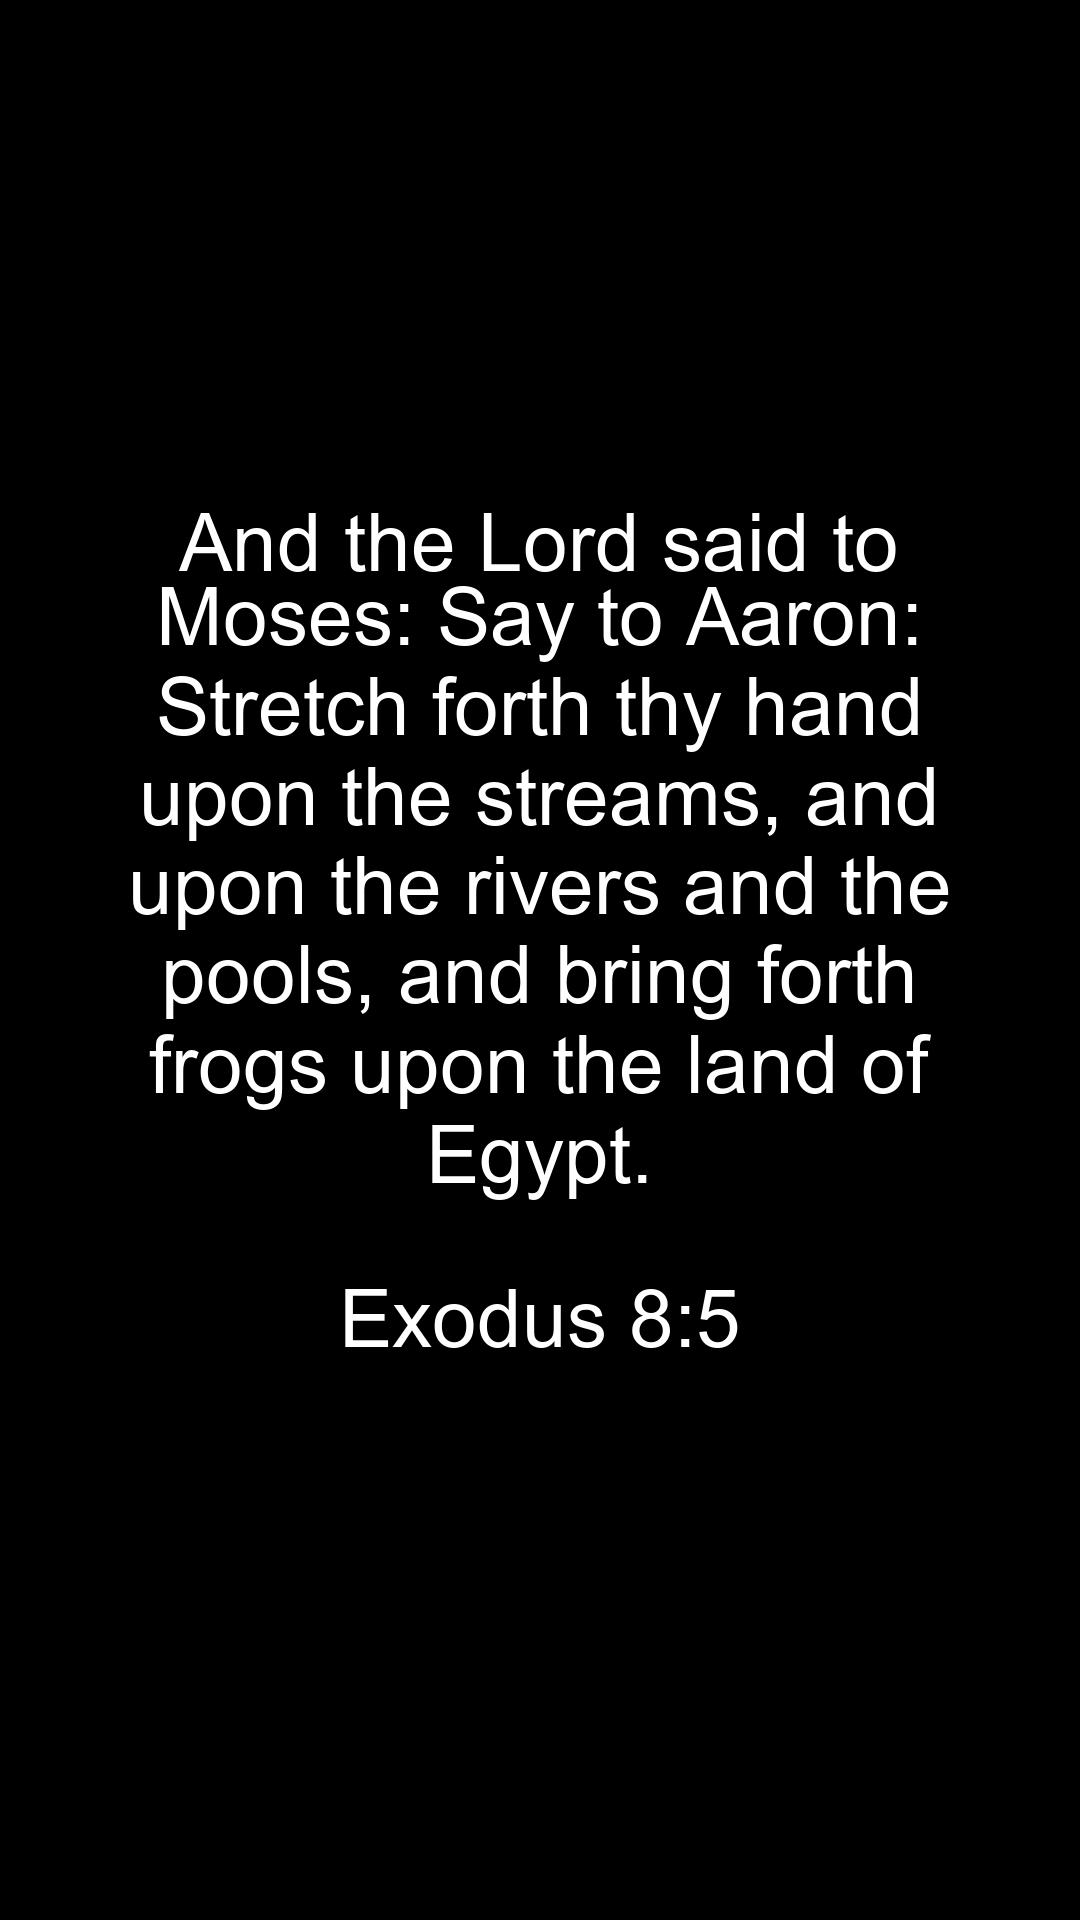 And the Lord said to
Moses: Say to Aaron:
Stretch forth thy hand
upon the streams, and
upon the rivers and the
pools, and bring forth
frogs upon the land of
Egypt.
Exodus 8:5